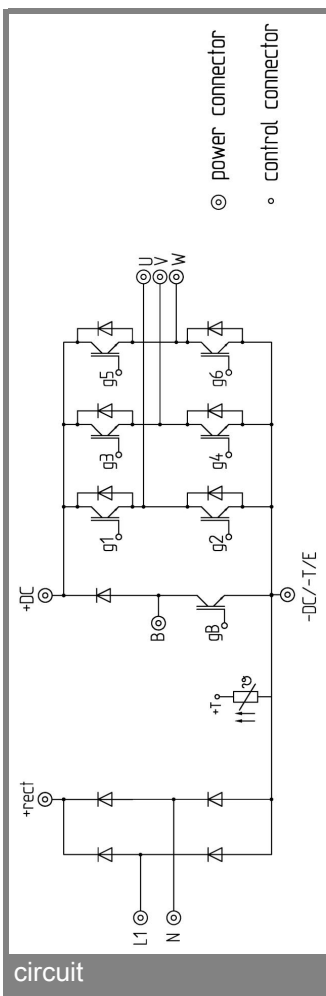 power connector
control connector
U
V
W
g5
g6
g3
g4
g1
g2
+DC
B
gB
-DC/-T/E
+T
ϑ
+rect
L1
N
circuit